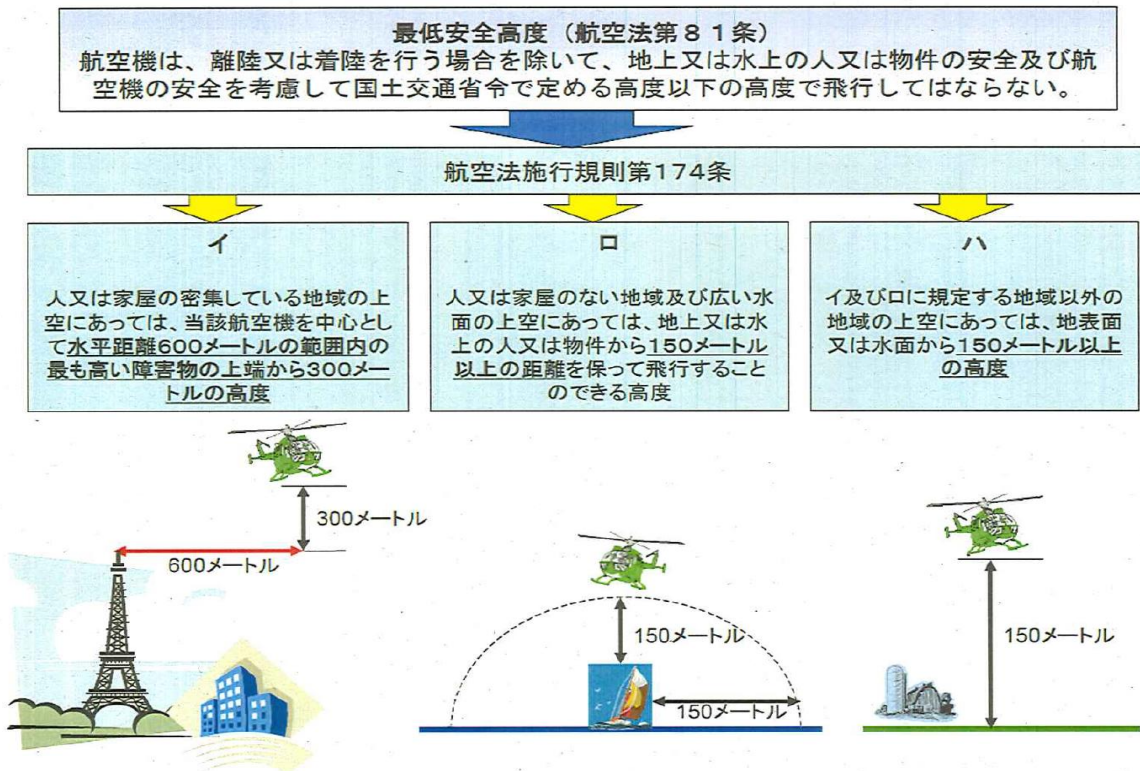 最低安全高度（航空法第８１条）
航空機は、離陸又は着陸を行う場合を除いて、地上又は水上の人又は物件の安全及び航
空機の安全を考慮して国土交通省令で定める高度以下の高度で飛行してはならない。
航空法施行規則第174条
イ
人又は家屋の密集している地域の上
空にあっては、当該航空機を中心とし
て水平距離600メートルの範囲内の
最も高い障害物の上端から300メー
トルの高度
ロ
人又は家屋のない地域及び広い水
面の上空にあっては、地上又は水
上の人又は物件から150メートル
以上の距離を保って飛行すること
のできる高度
ハ
イ及びロに規定する地域以外の
地域の上空にあっては、地表面
又は水面から150メートル以上
の高度
300メートル
600メートル
150メートル
150メートル
150メートル